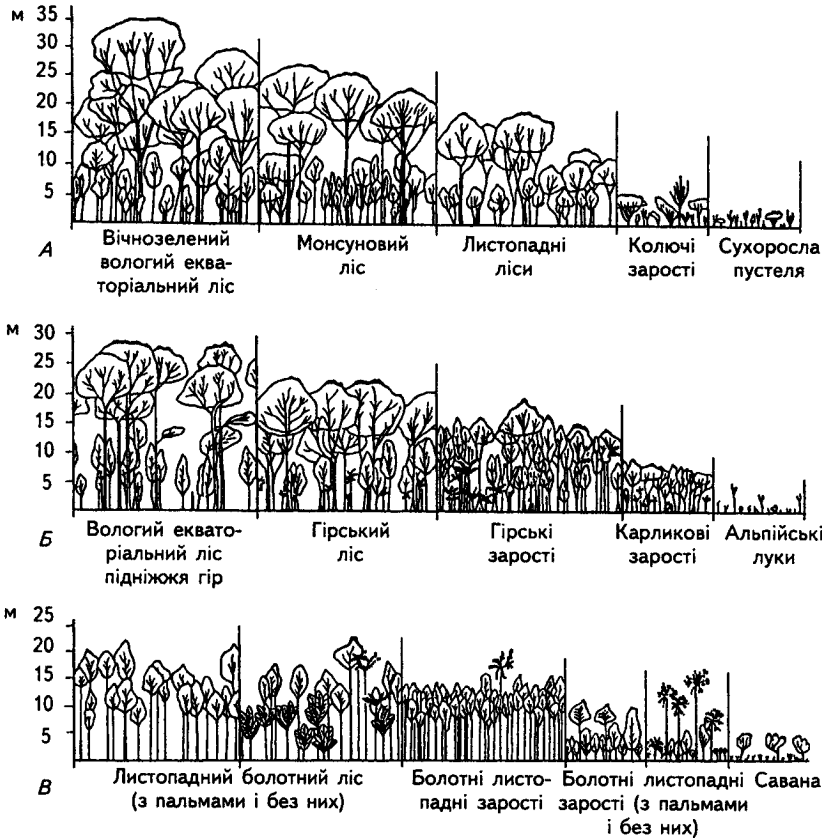 м 35
30
25
20
15
10
5
А
Вічнозелений
вологий еква-
торіальний ліс
Монсуновий
ліс
Листопадні
ліси
Колючі
зарості
Сухоросла
пустеля
м 30
25
20
15
10
5
Б
Вологий еквато-
ріальний ліс
підніжжя гір
Гірський
ліс
Гірські
зарості
Карликові
зарості
Альпійські
луки
м 25
20
15
10
5
В
Листопадний болотний ліс
(з пальмами і без них)
Болотні листо-
падні зарості
Болотні листопадні
зарості (з пальмами
і без них)
Савана